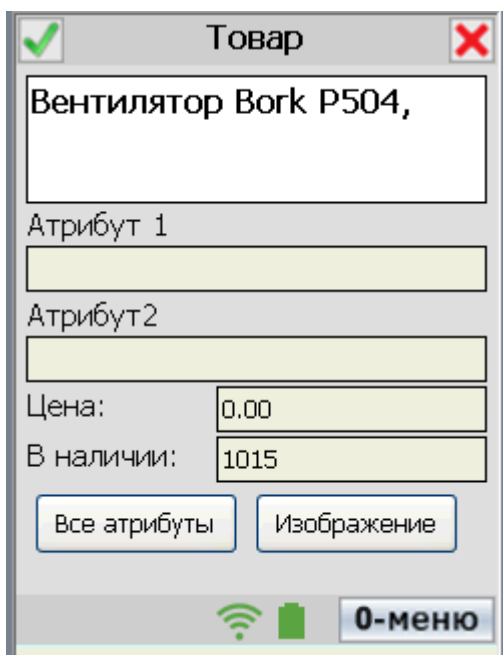 Товар
Вентилятор Bork P504,
Атрибут 1
Атрибут2
Цена: 0.00
В наличии: 1015
Все атрибуты Изображение
0-меню